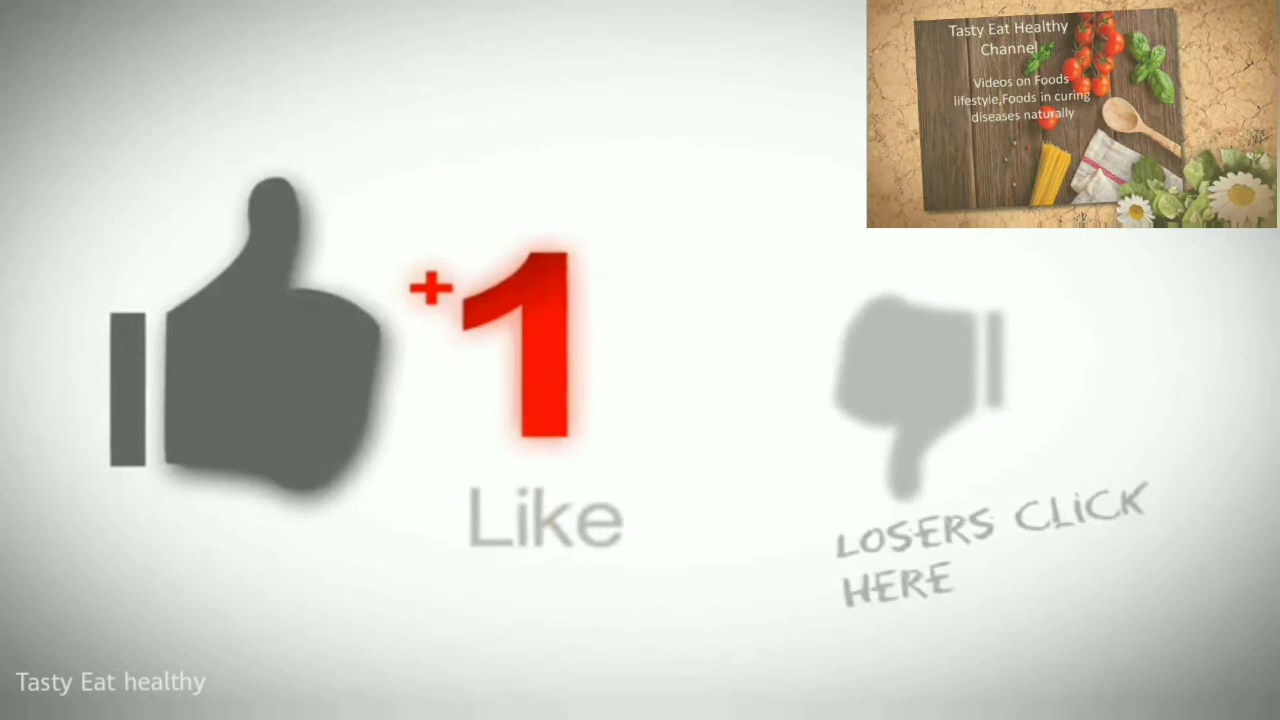 Tasty Eat Healthy
Channel
Videos on Foods
lifestyle,Foods in curing
diseases naturally
+1
Like
LOSERS CLiCK
HERE
Tasty Eat healthy